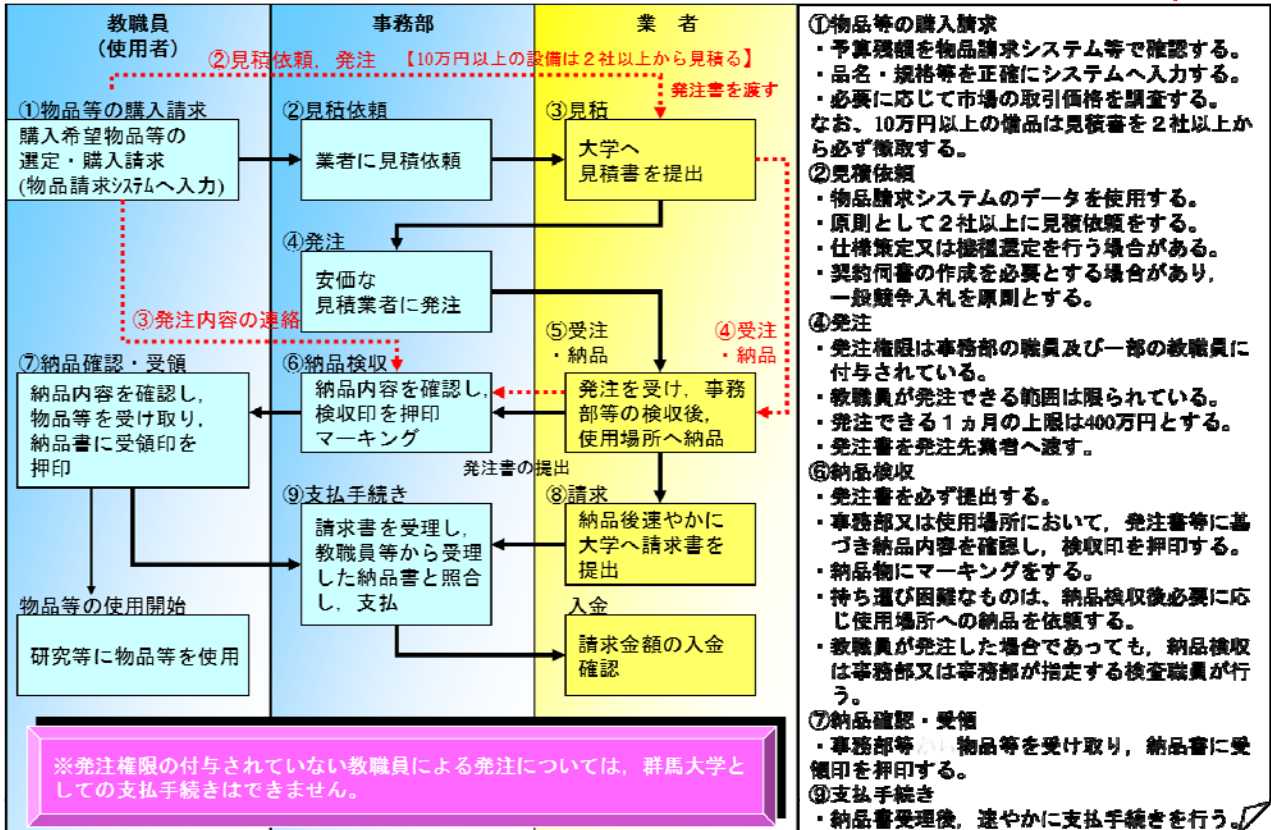 教職員
（使用者）
事務部
業　者
②見積依頼，発注　【10万円以上の設備は２社以上から見積る】
発注書を渡す
①物品等の購入請求
購入希望物品等の
選定・購入請求
(物品請求ｼｽﾃﾑへ入力)
②見積依頼
業者に見積依頼
③見積
大学へ
見積書を提出
④発注
安価な
見積業者に発注
③発注内容の連絡
⑤受注
・納品
④受注
・納品
⑦納品確認・受領
納品内容を確認し，
物品等を受け取り，
納品書に受領印を
押印
⑥納品検収
納品内容を確認し，
検収印を押印
マーキング
発注を受け，事務
部等の検収後，
使用場所へ納品
発注書の提出
⑨支払手続き
請求書を受理し，
教職員等から受理
した納品書と照合
し，支払
⑧請求
納品後速やかに
大学へ請求書を
提出
物品等の使用開始
研究等に物品等を使用
入金
請求金額の入金
確認
※発注権限の付与されていない教職員による発注については，群馬大学と
しての支払手続きはできません。
①物品等の購入請求
・予算残額を物品請求システム等で確認する。
・品名・規格等を正確にシステムへ入力する。
・必要に応じて市場の取引価格を調査する。
なお、10万円以上の備品は見積書を２社以上か
ら必ず徴取する。
②見積依頼
・物品請求システムのデータを使用する。
・原則として２社以上に見積依頼をする。
・仕様策定又は機種選定を行う場合がある。
・契約伺書の作成を必要とする場合があり，
一般競争入札を原則とする。
④発注
・発注権限は事務部の職員及び一部の教職員に
付与されている。
・教職員が発注できる範囲は限られている。
・発注できる１ヵ月の上限は400万円とする。
・発注書を発注先業者へ渡す。
⑥納品検収
・発注書を必ず提出する。
・事務部又は使用場所において，発注書等に基
づき納品内容を確認し，検収印を押印する。
・納品物にマーキングをする。
・持ち運び困難なものは、納品検収後必要に応
じ使用場所への納品を依頼する。
・教職員が発注した場合であっても，納品検収
は事務部又は事務部が指定する検査職員が行
う。
⑦納品確認・受領
・事務部等から物品等を受け取り，納品書に受
領印を押印する。
⑨支払手続き
・納品書受理後，速やかに支払手続きを行う。